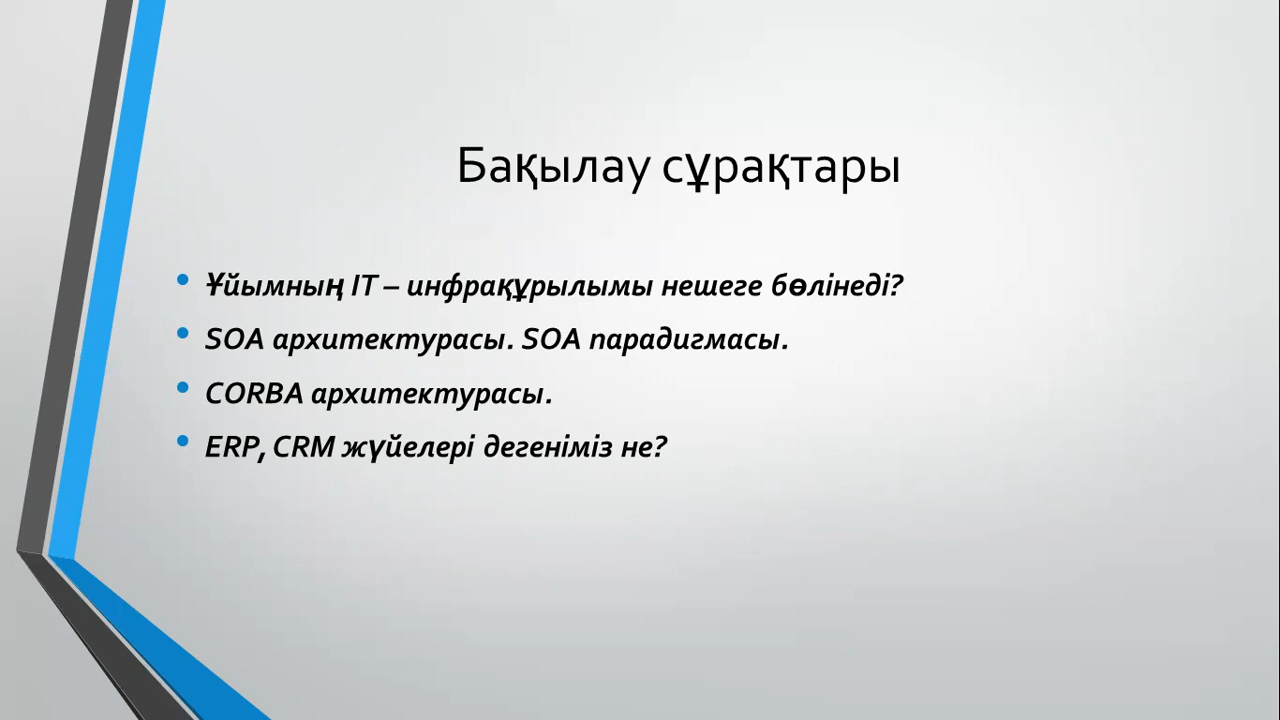 Бақылау сұрақтары
Ұйымның IT – инфрақұрылымы нешеге бөлінеді?
SOA архитектурасы. SOA парадигмасы.
CORBA архитектурасы.
ERP, CRM жүйелері дегеніміз не?